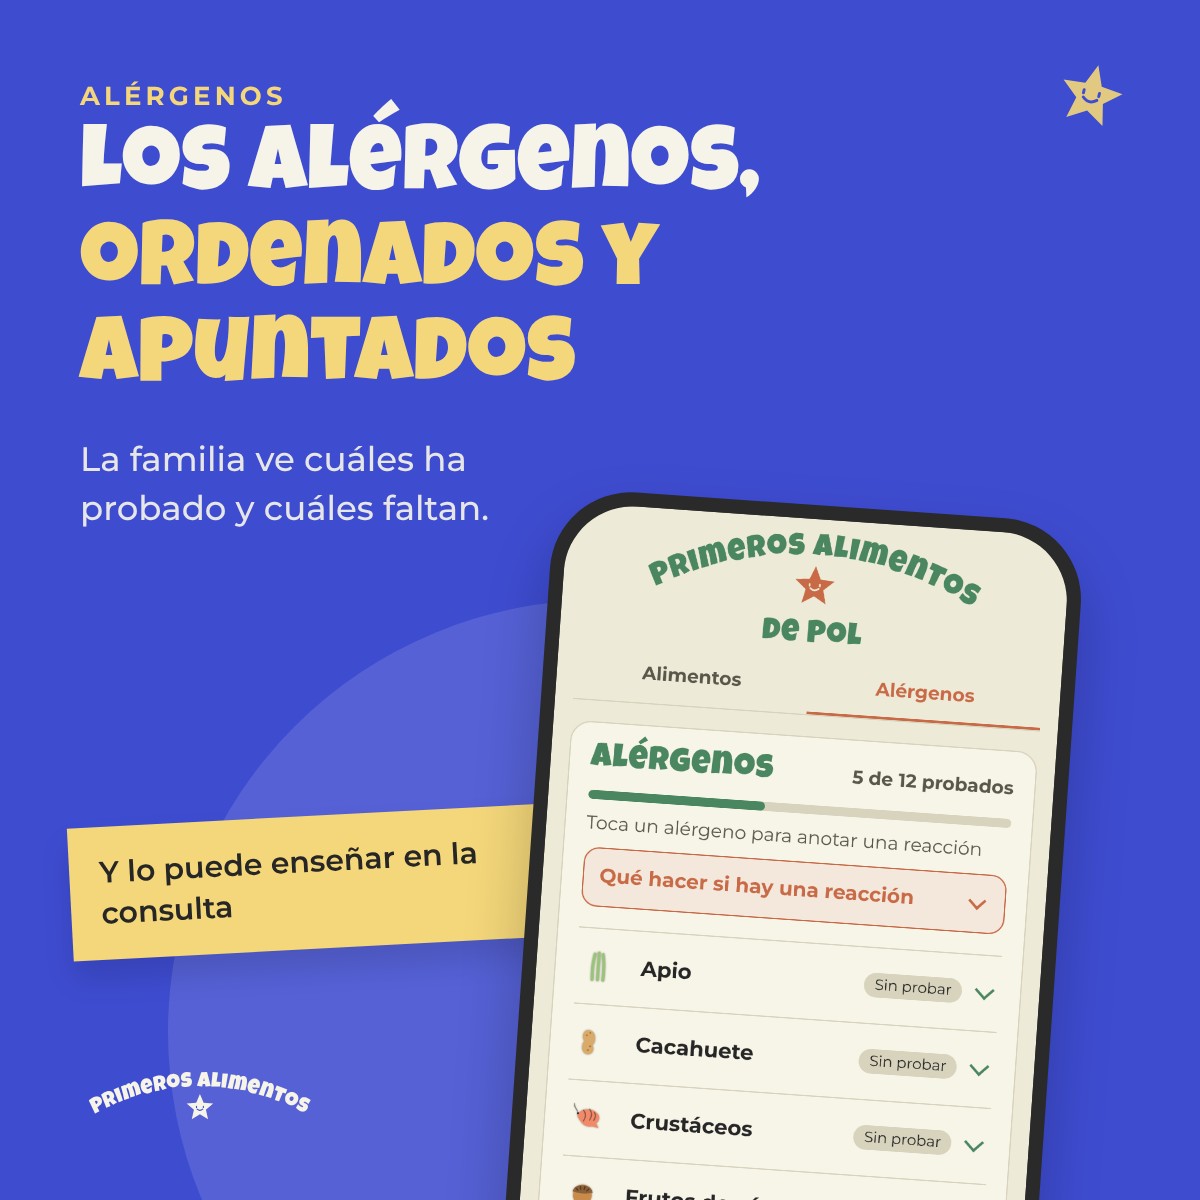 ALÉRGENOS
LOS ALÉRGENOS,
ORDENADOS Y
APUNTADOS
La familia ve cuáles ha
probado y cuáles faltan.
PRIMEROS ALIMENTOS
DE POL
Alimentos
Alérgenos
ALÉRGENOS
5 de 12 probados
Toca un alérgeno para anotar una reacción
Qué hacer si hay una reacción
Y lo puede enseñar en la
consulta
Apio
Sin probar
Cacahuete
Sin probar
Crustáceos
Sin probar
Frutos
PRIMEROS ALIMENTOS